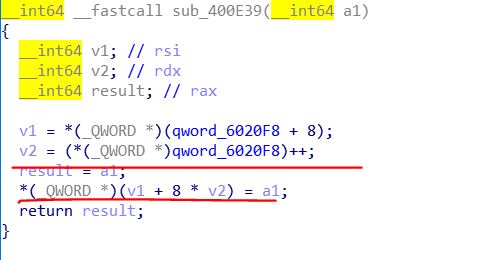 __int64 __fastcall sub_400E39(__int64 a1)
{
__int64 v1; // rsi
__int64 v2; // rdx
__int64 result; // rax
v1 = *(_QWORD *)(qword_6020F8 + 8);
v2 = (*(_QWORD *)qword_6020F8)++;
result = a1;
*(_QWORD *)(v1 + 8 * v2) = a1;
return result;
}